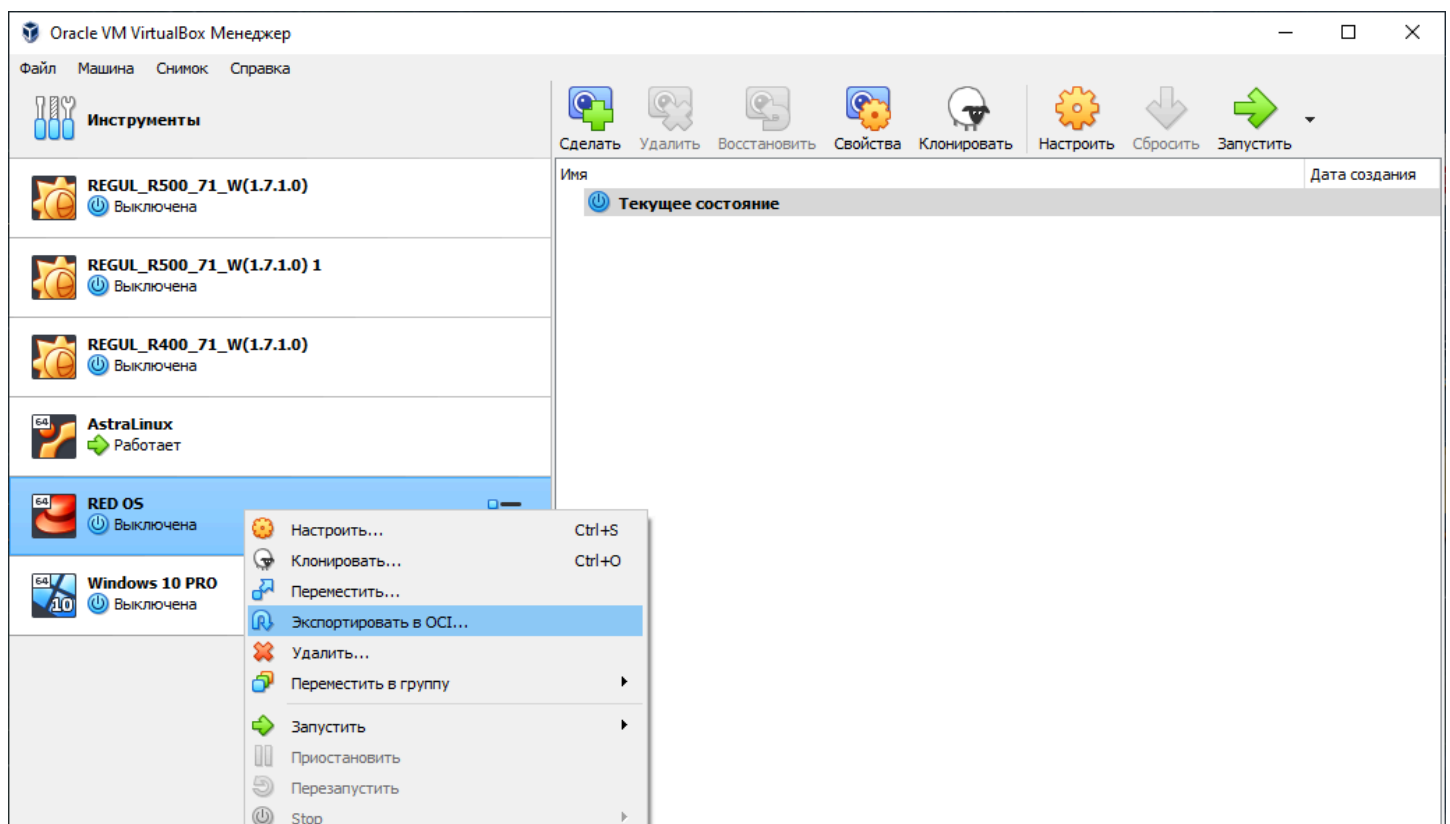 Oracle VM VirtualBox Менеджер
Файл Машина Снимок Справка
Инструменты
Сделать Удалить Восстановить Свойства Клонировать Настроить Сбросить Запустить
Имя Дата создания
Текущее состояние
REGUL_R500_71_W(1.7.1.0)
Выключена
REGUL_R500_71_W(1.7.1.0) 1
Выключена
REGUL_R400_71_W(1.7.1.0)
Выключена
64
AstraLinux
Работает
64
RED OS
Выключена
64
10
Windows 10 PRO
Выключена
Настроить... Ctrl+S
Клонировать... Ctrl+O
Переместить...
Экспортировать в OCI...
Удалить...
Переместить в группу
Запустить
Приостановить
Перезапустить
Stop